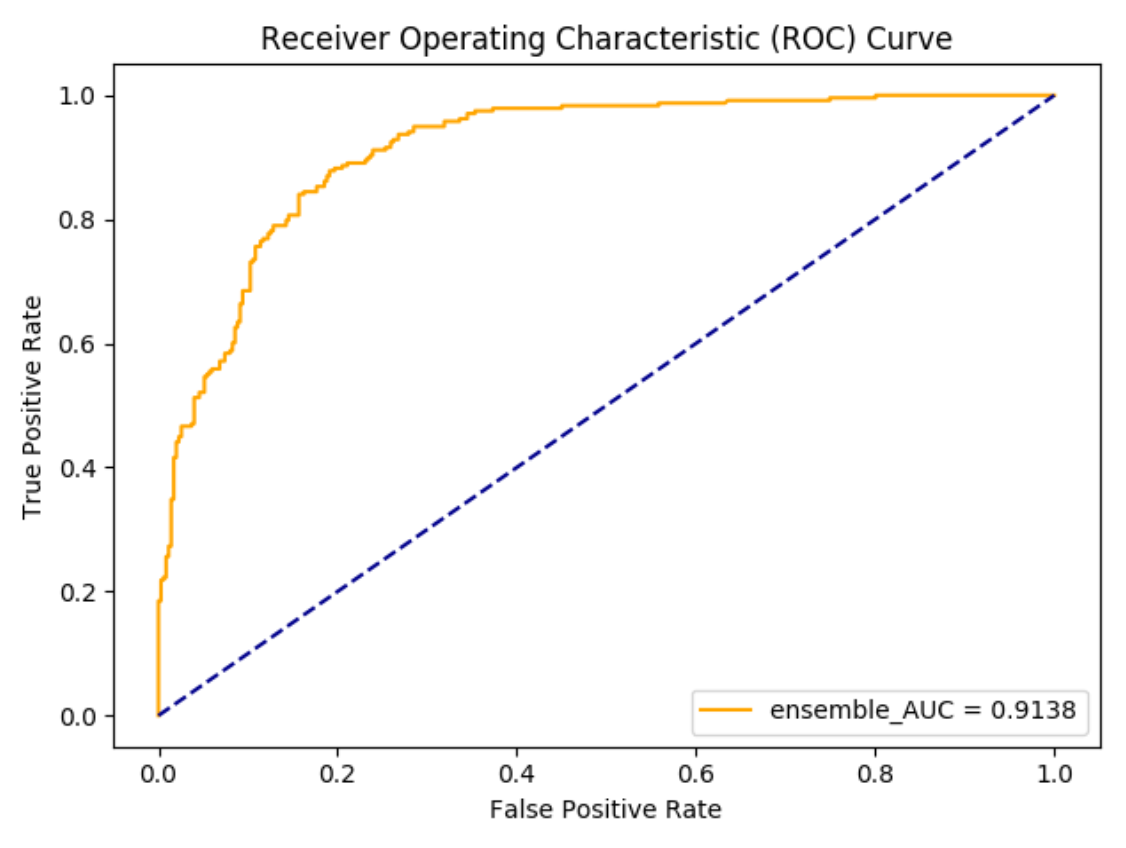 Receiver Operating Characteristic (ROC) Curve
1.0
0.8
0.6
0.4
0.2
0.0
True Positive Rate
ensemble_AUC = 0.9138
0.0 0.2 0.4 0.6 0.8 1.0
False Positive Rate